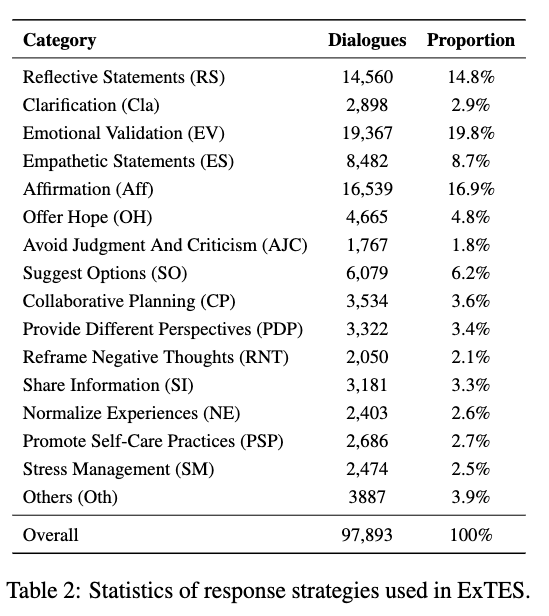 Category Dialogues Proportion
Reflective Statements (RS) 14,560 14.8%
Clarification (Cla) 2,898 2.9%
Emotional Validation (EV) 19,367 19.8%
Empathetic Statements (ES) 8,482 8.7%
Affirmation (Aff) 16,539 16.9%
Offer Hope (OH) 4,665 4.8%
Avoid Judgment And Criticism (AJC) 1,767 1.8%
Suggest Options (SO) 6,079 6.2%
Collaborative Planning (CP) 3,534 3.6%
Provide Different Perspectives (PDP) 3,322 3.4%
Reframe Negative Thoughts (RNT) 2,050 2.1%
Share Information (SI) 3,181 3.3%
Normalize Experiences (NE) 2,403 2.6%
Promote Self-Care Practices (PSP) 2,686 2.7%
Stress Management (SM) 2,474 2.5%
Others (Oth) 3887 3.9%
Overall 97,893 100%
Table 2: Statistics of response strategies used in ExTES.